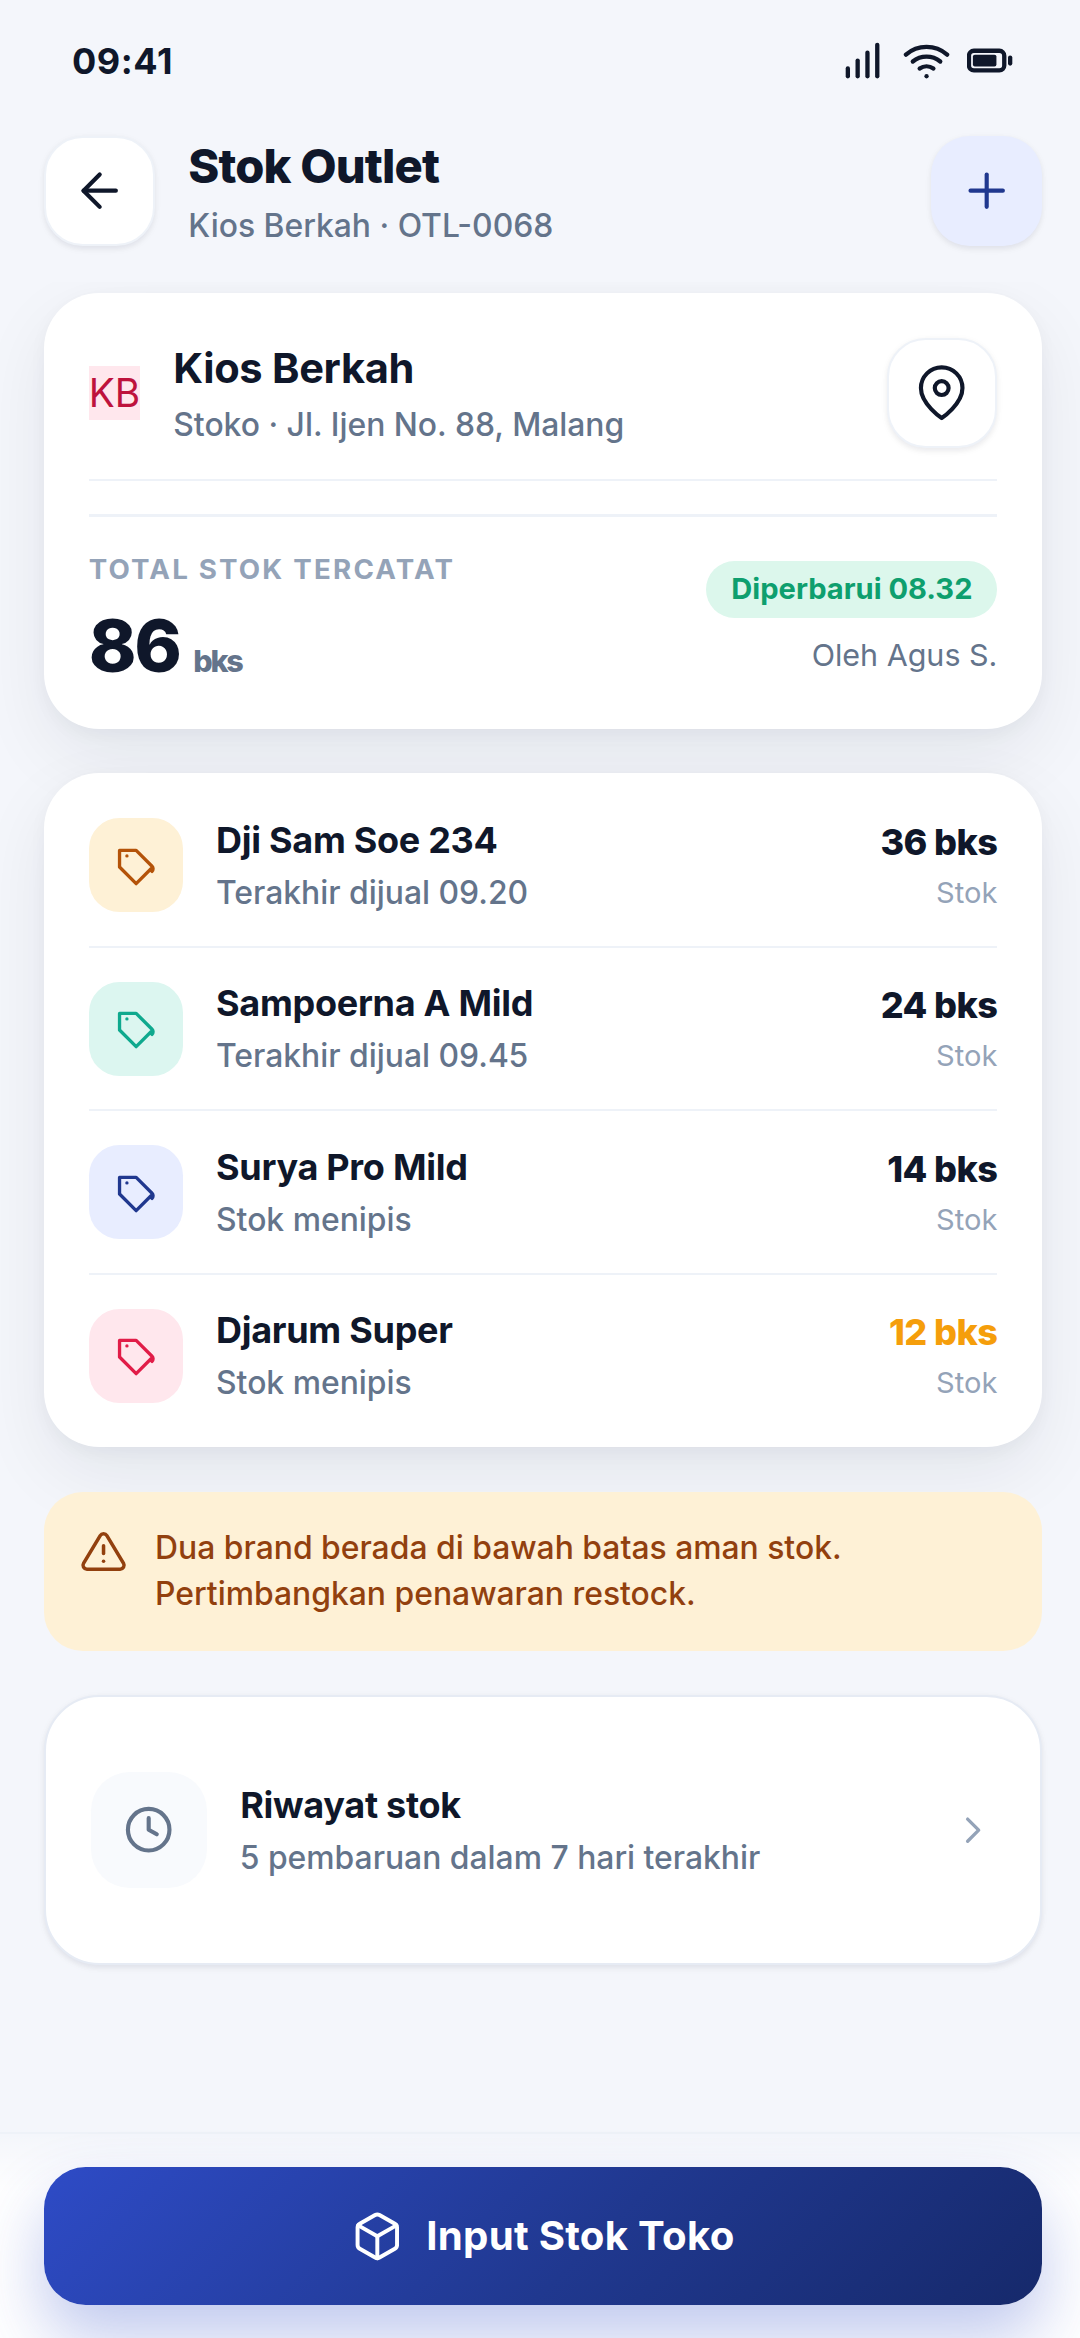 09:41
Stok Outlet
Kios Berkah · OTL-0068
KB
Kios Berkah
Stoko · Jl. Ijen No. 88, Malang
TOTAL STOK TERCATAT
86 bks
Diperbarui 08.32
Oleh Agus S.
Dji Sam Soe 234
Terakhir dijual 09.20
36 bks
Stok
Sampoerna A Mild
Terakhir dijual 09.45
24 bks
Stok
Surya Pro Mild
Stok menipis
14 bks
Stok
Djarum Super
Stok menipis
12 bks
Stok
Dua brand berada di bawah batas aman stok.
Pertimbangkan penawaran restock.
Riwayat stok
5 pembaruan dalam 7 hari terakhir
Input Stok Toko